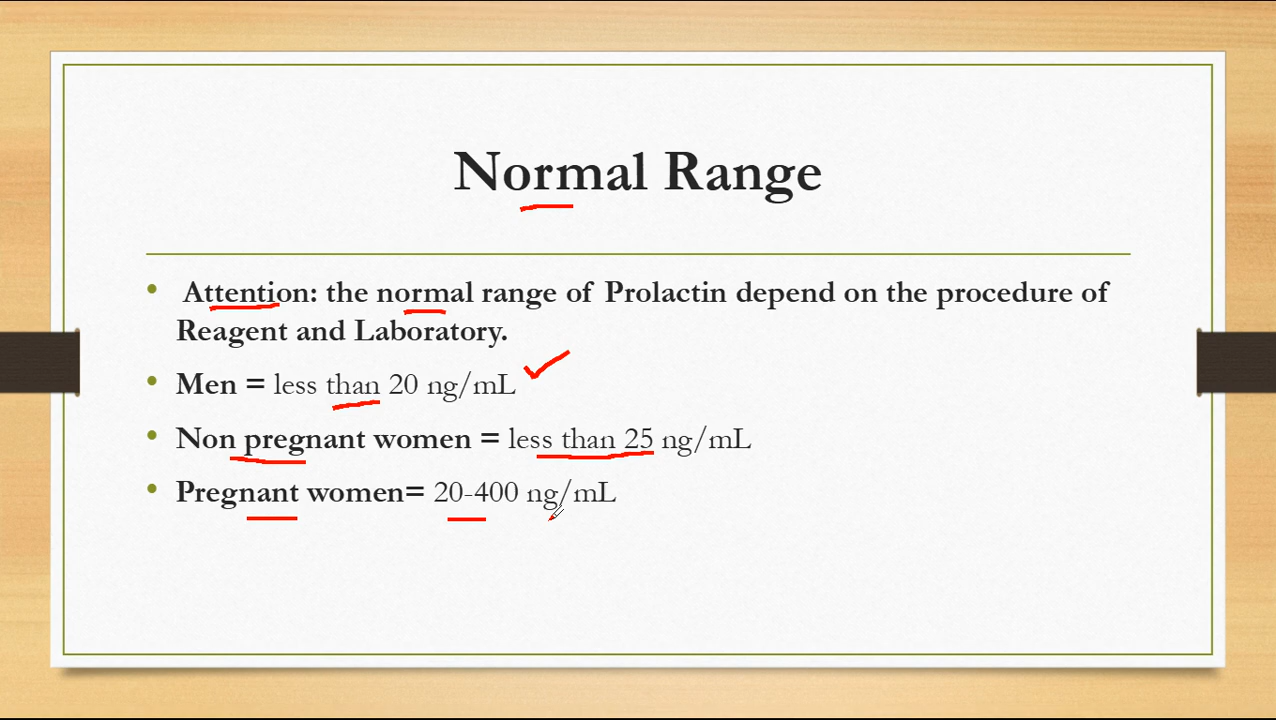 Normal Range
• Attention: the normal range of Prolactin depend on the procedure of
Reagent and Laboratory.
• Men = less than 20 ng/mL
• Non pregnant women = less than 25 ng/mL
• Pregnant women= 20-400 ng/mL